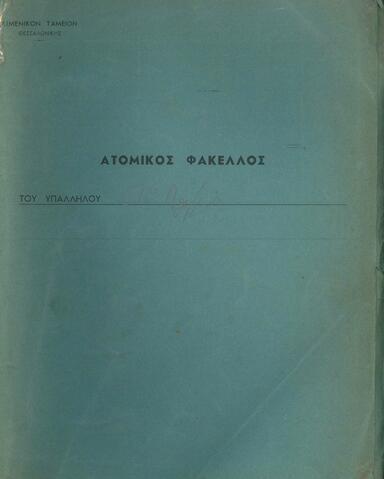 ΛΙΜΕΝΙΚΟΝ ΤΑΜΕΙΟΝ
ΘΕΣΣΑΛΟΝΙΚΗΣ
ΑΤΟΜΙΚΟΣ ΦΑΚΕΛΛΟΣ
ΤΟΥ ΥΠΑΛΛΗΛΟΥ